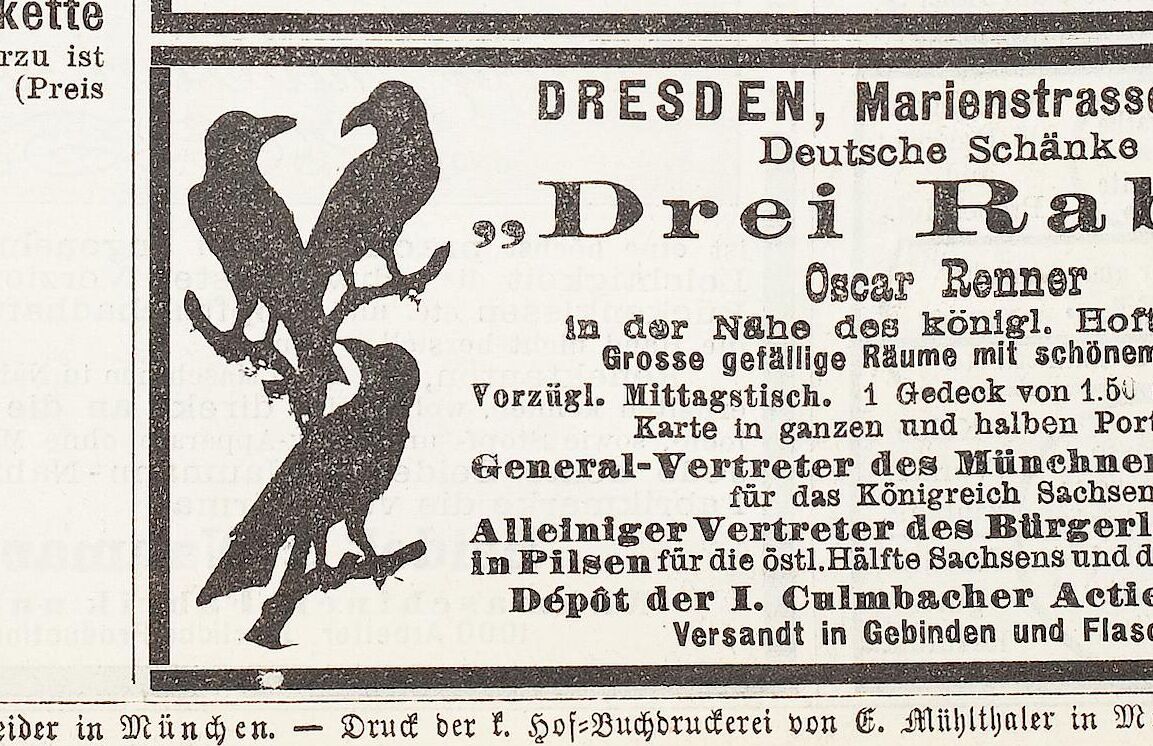 kette
rzu ist
(Preis
DRESDEN, Marienstrasse
Deutsche Schänke
„Drei Rab
Oscar Renner
in der Nähe des königl. Hoft
Grosse gefällige Räume mit schönem
Vorzügl. Mittagstisch. 1 Gedeck von 1.50
Karte in ganzen und halben Port
General-Vertreter des Münchner
für das Königreich Sachsen
Alleiniger Vertreter des Bürgerl
in Pilsen für die östl. Hälfte Sachsens und d
Dépôt der I. Culmbacher Actie
Versandt in Gebinden und Flasc
eider in München. — Druck der k. Hof-Buchdruckerei von E. Mühlthaler in M